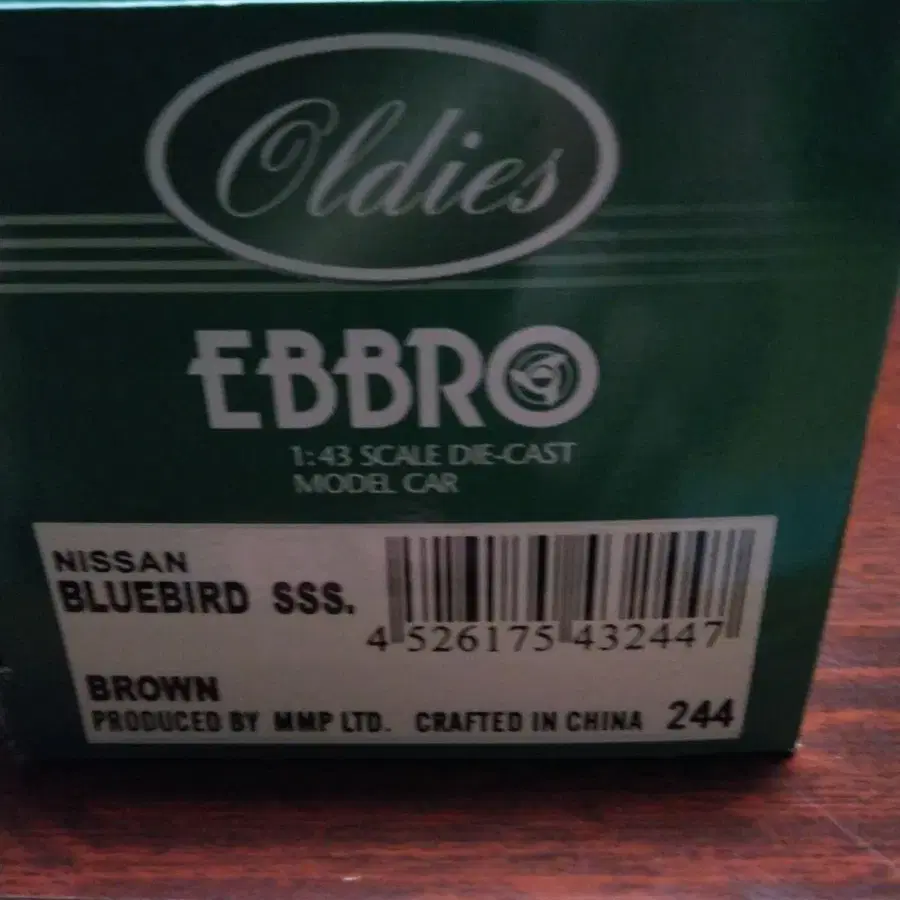 Oldies
EBBRO
1:43 SCALE DIE-CAST
MODEL CAR
NISSAN
BLUEBIRD SSS.
4 526175 432447
BROWN
PRODUCED BY MMP LTD. CRAFTED IN CHINA 244